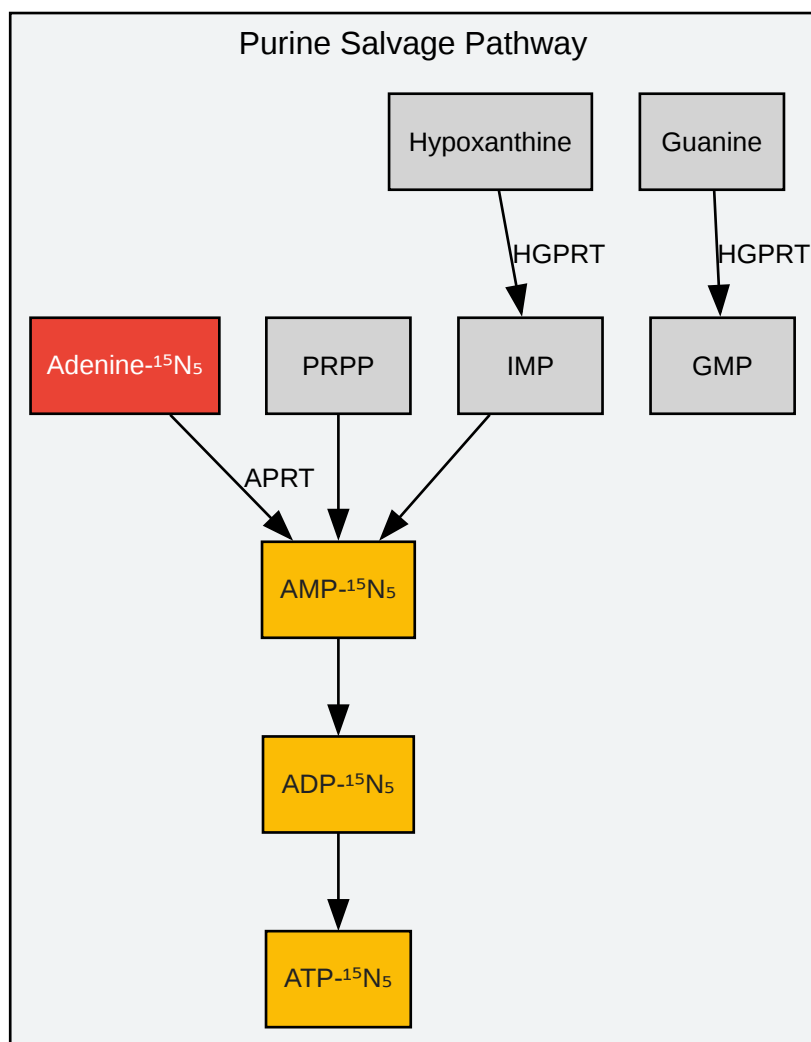 Purine Salvage Pathway
Hypoxanthine
Guanine
HGPRT
HGPRT
Adenine-¹⁵N₅
PRPP
IMP
GMP
APRT
AMP-¹⁵N₅
ADP-¹⁵N₅
ATP-¹⁵N₅